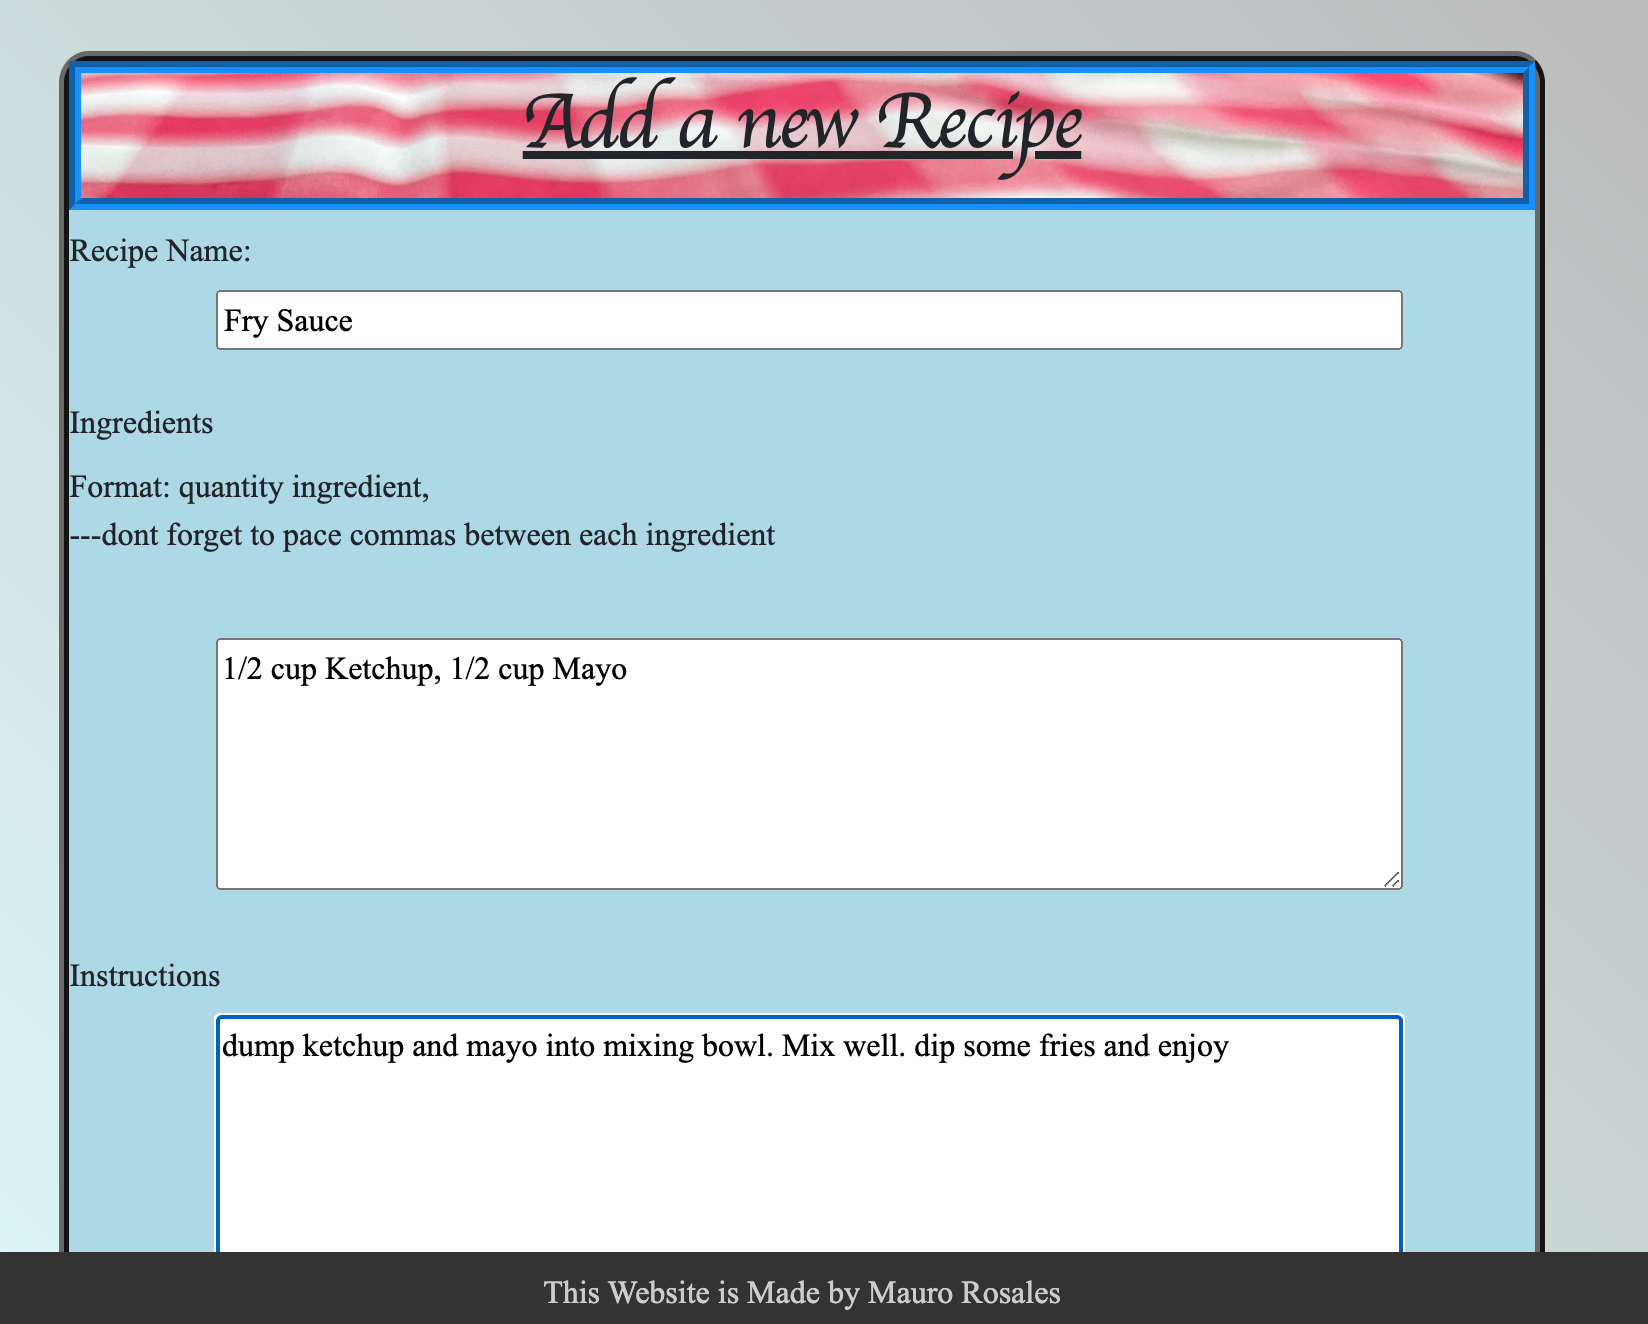 Add a new Recipe
Recipe Name:
Fry Sauce
Ingredients
Format: quantity ingredient,
---dont forget to pace commas between each ingredient
1/2 cup Ketchup, 1/2 cup Mayo
Instructions
dump ketchup and mayo into mixing bowl. Mix well. dip some fries and enjoy
This Website is Made by Mauro Rosales